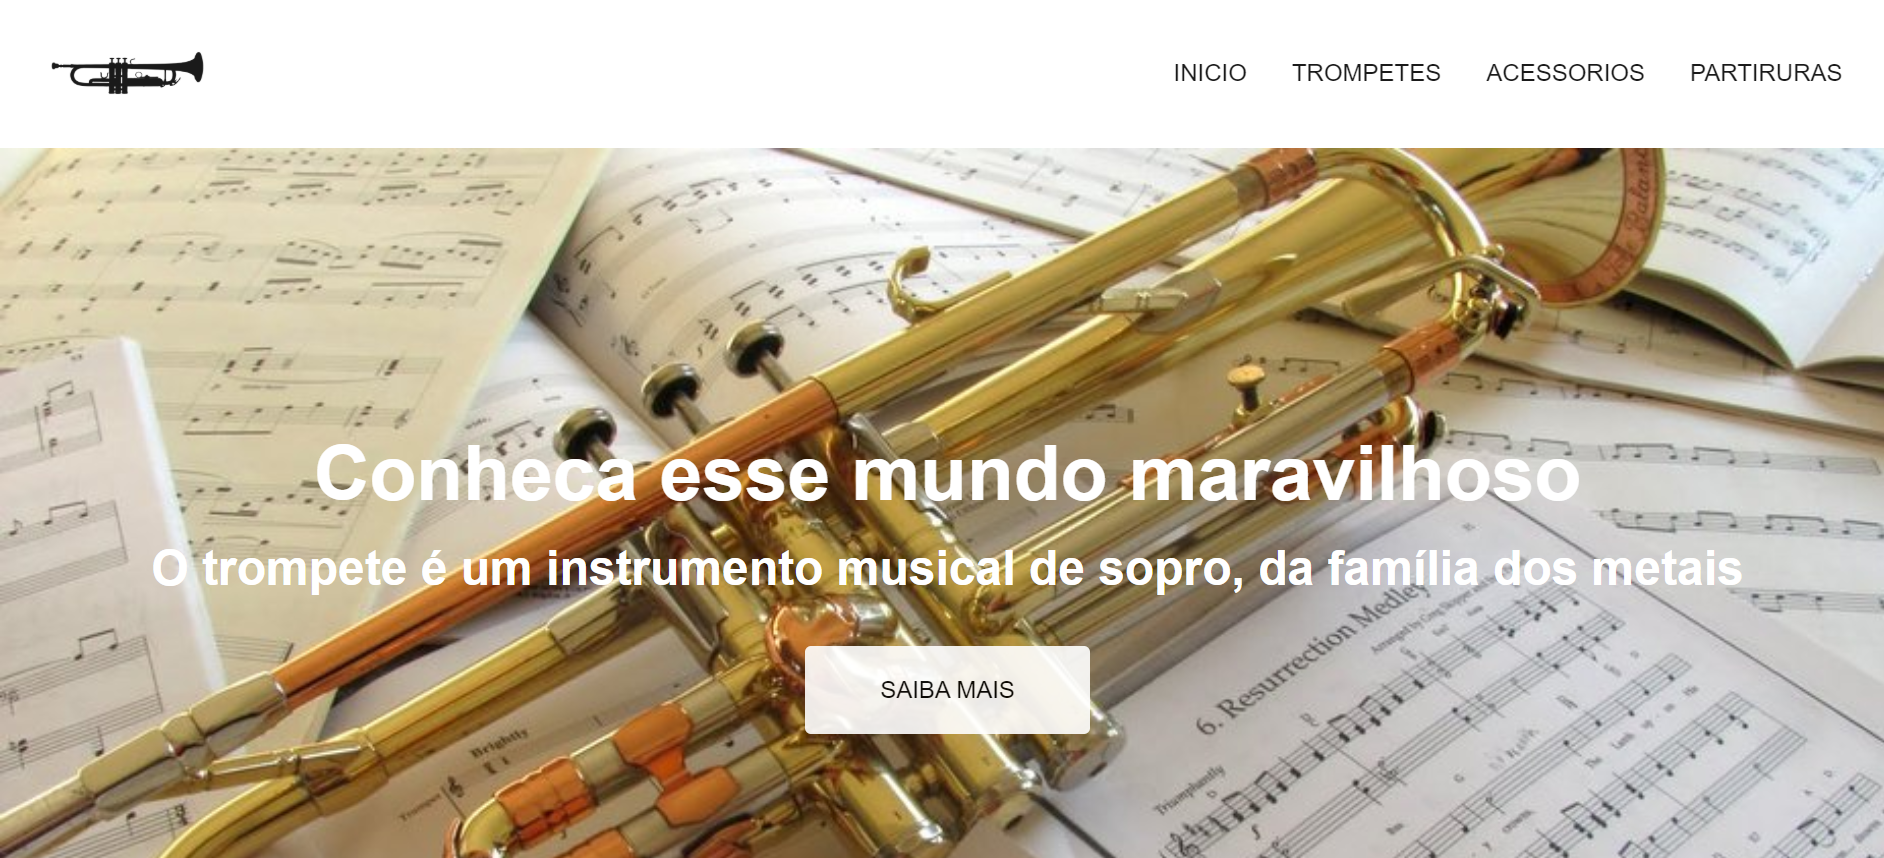 INICIO TROMPETES ACESSORIOS PARTIRURAS
Conheca esse mundo maravilhoso
O trompete é um instrumento musical de sopro, da família dos metais
SAIBA MAIS
6. Resurrection Medley
Brightly
Trumpet
Triumphantly